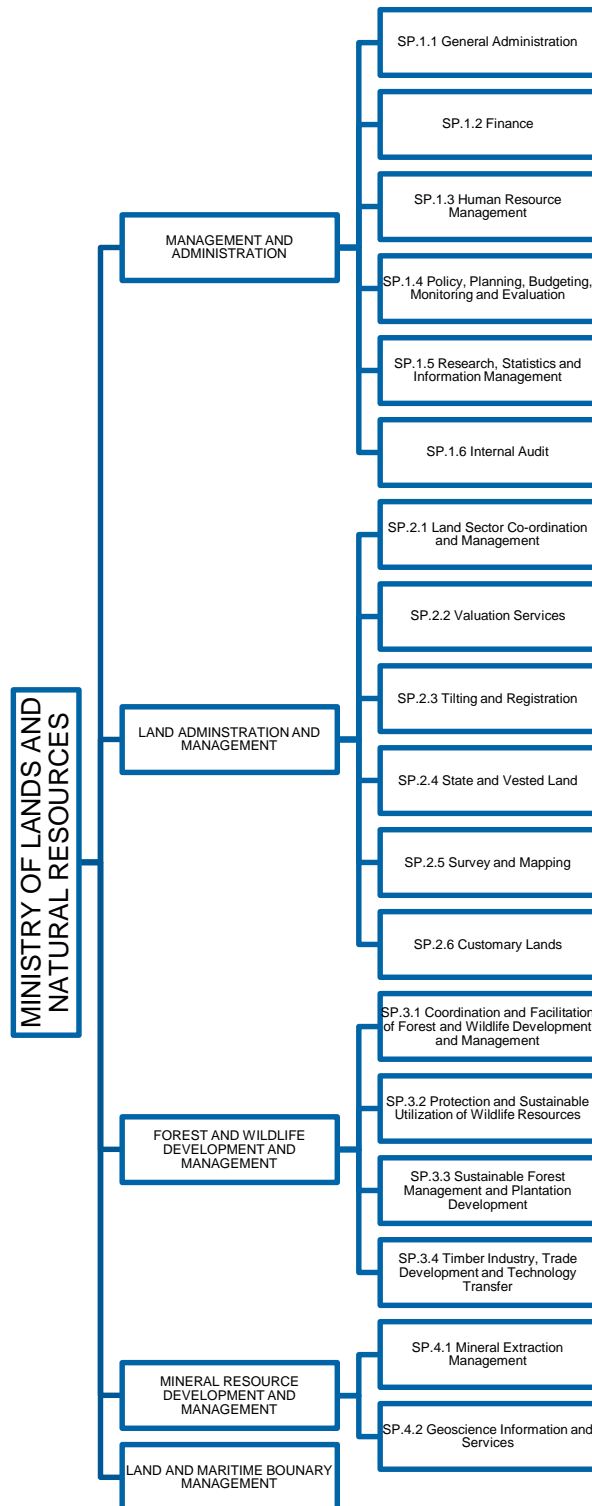 MINISTRY OF LANDS AND
NATURAL RESOURCES
MANAGEMENT AND
ADMINISTRATION
SP.1.1 General Administration
SP.1.2 Finance
SP.1.3 Human Resource
Management
SP.1.4 Policy, Planning, Budgeting,
Monitoring and Evaluation
SP.1.5 Research, Statistics and
Information Management
SP.1.6 Internal Audit
LAND ADMINSTRATION AND
MANAGEMENT
SP.2.1 Land Sector Co-ordination
and Management
SP.2.2 Valuation Services
SP.2.3 Tilting and Registration
SP.2.4 State and Vested Land
SP.2.5 Survey and Mapping
SP.2.6 Customary Lands
FOREST AND WILDLIFE
DEVELOPMENT AND
MANAGEMENT
SP.3.1 Coordination and Facilitation
of Forest and Wildlife Development
and Management
SP.3.2 Protection and Sustainable
Utilization of Wildlife Resources
SP.3.3 Sustainable Forest
Management and Plantation
Development
SP.3.4 Timber Industry, Trade
Development and Technology
Transfer
MINERAL RESOURCE
DEVELOPMENT AND
MANAGEMENT
SP.4.1 Mineral Extraction
Management
SP.4.2 Geoscience Information and
Services
LAND AND MARITIME BOUNARY
MANAGEMENT